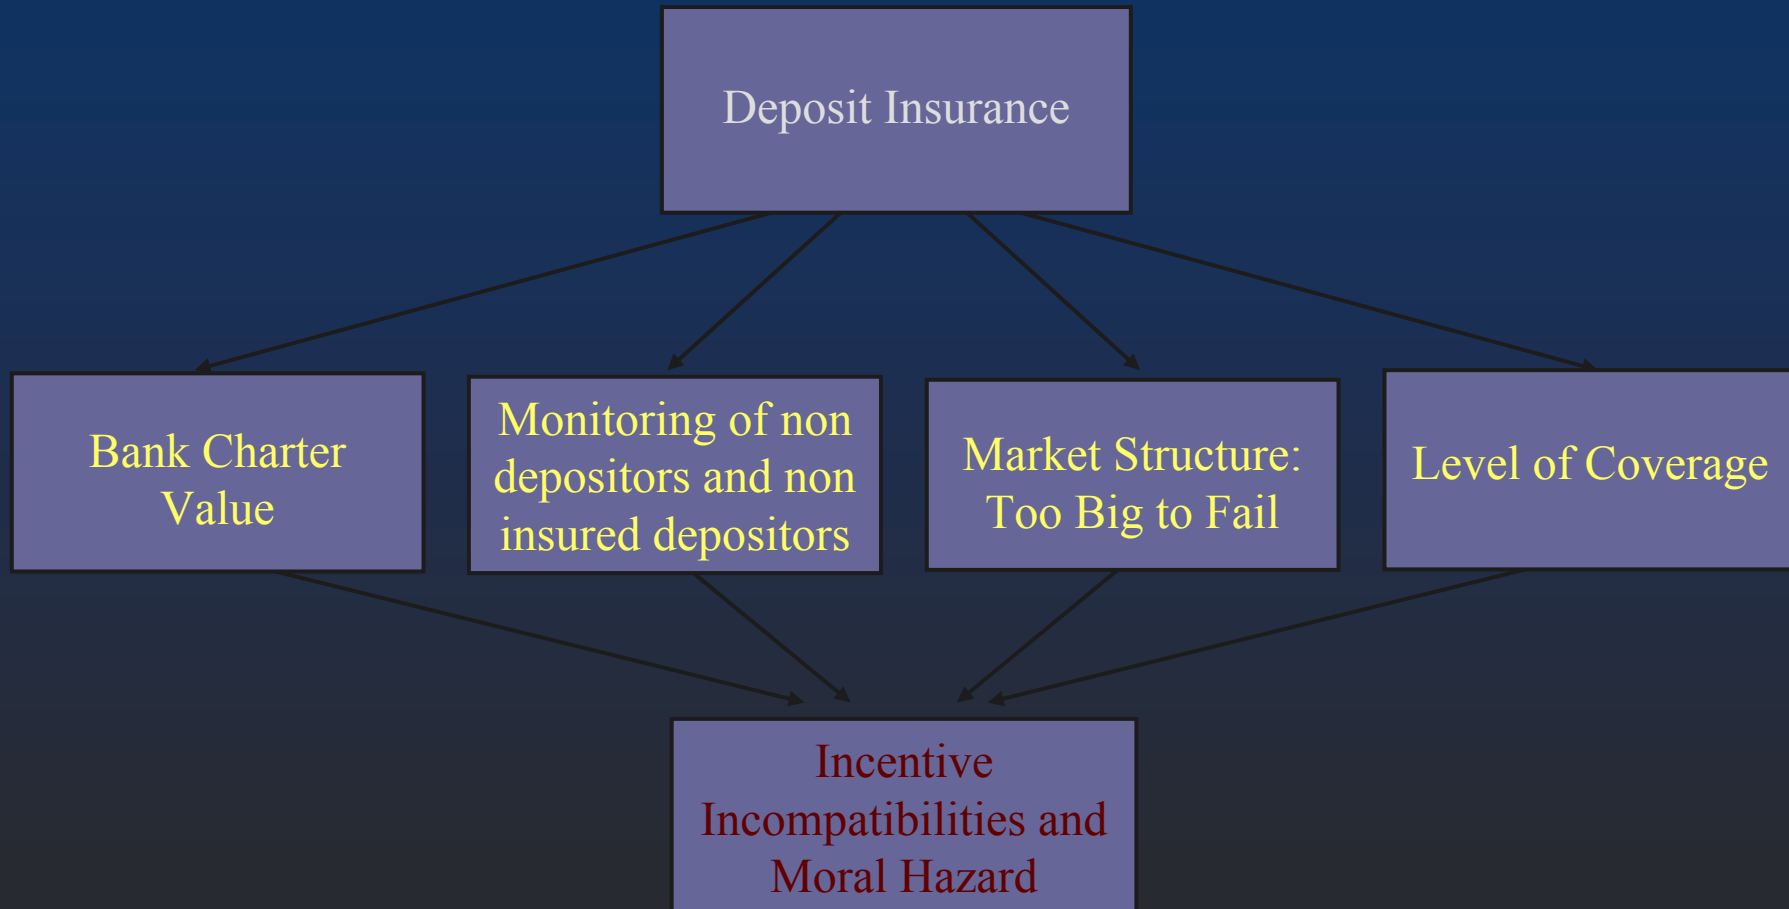 Deposit Insurance
Bank Charter
Value
Monitoring of non
depositors and non
insured depositors
Market Structure:
Too Big to Fail
Level of Coverage
Incentive
Incompatibilities and
Moral Hazard